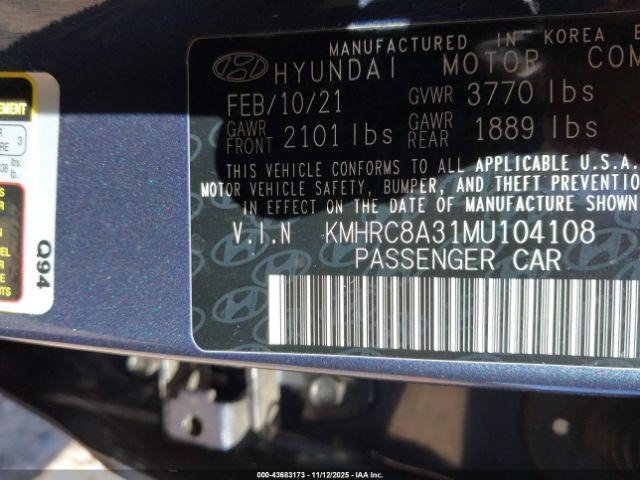 MANUFACTURED IN KOREA
HYUNDAI MOTOR COM
FEB/10/21 GVWR 3770 lbs
GAWR FRONT 2101 lbs GAWR REAR 1889 lbs
THIS VEHICLE CONFORMS TO ALL APPLICABLE U.S.A.
MOTOR VEHICLE SAFETY, BUMPER, AND THEFT PREVENTION
IN EFFECT ON THE DATE OF MANUFACTURE SHOWN
V.I.N KMHRC8A31MU104108
PASSENGER CAR
Q94
00-43683173 - 11/12/2025 - IAA, Inc.